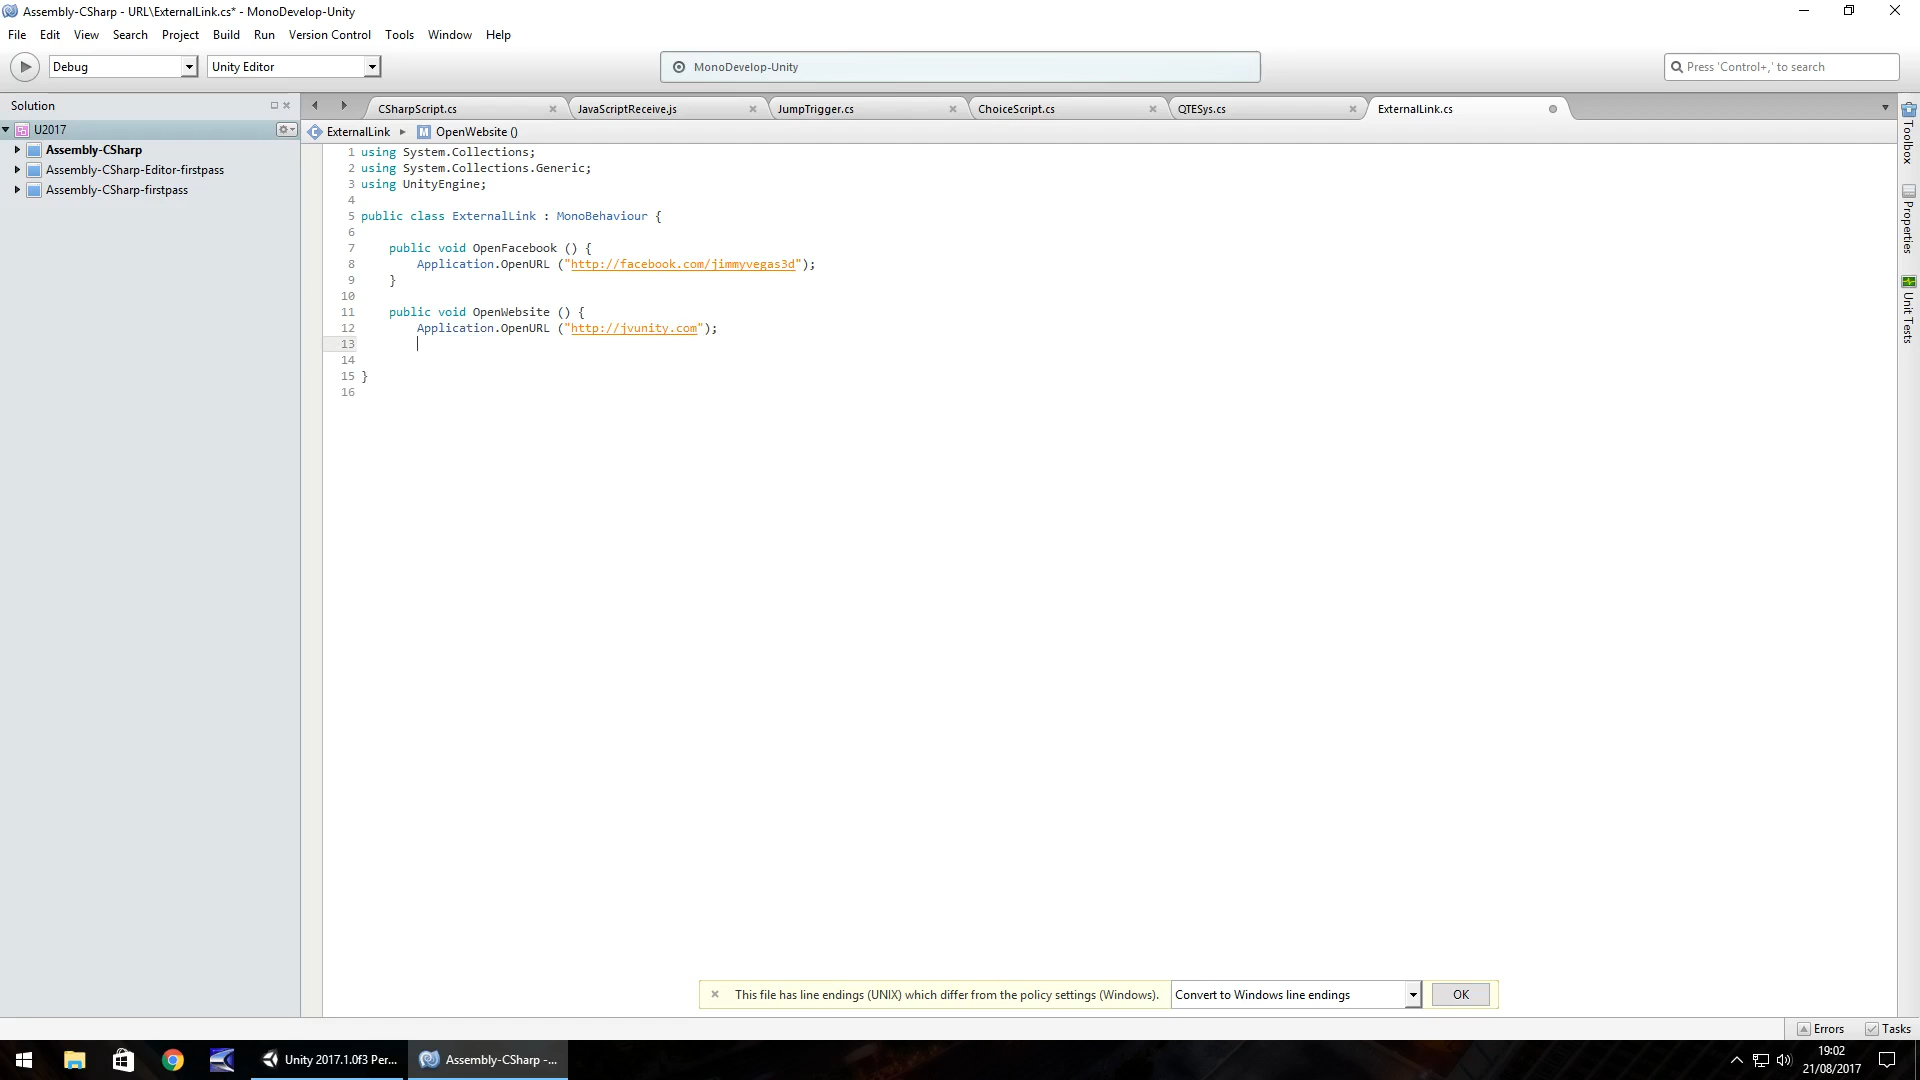 Assembly-CSharp - URL\ExternalLink.cs* - MonoDevelop-Unity
File Edit View Search Project Build Run Version Control Tools Window Help
Debug Unity Editor MonoDevelop-Unity Press 'Control+,' to search
Solution CSharpScript.cs JavaScriptReceive.js JumpTrigger.cs ChoiceScript.cs QTESys.cs ExternalLink.cs
U2017
Assembly-CSharp
Assembly-CSharp-Editor-firstpass
Assembly-CSharp-firstpass
ExternalLink OpenWebsite ()
1 using System.Collections;
2 using System.Collections.Generic;
3 using UnityEngine;
4
5 public class ExternalLink : MonoBehaviour {
6
7 public void OpenFacebook () {
8 Application.OpenURL ("http://facebook.com/jimmyvegas3d");
9 }
10
11 public void OpenWebsite () {
12 Application.OpenURL ("http://jvunity.com");
13
14
15 }
16
Toolbox
Properties
Unit Tests
This file has line endings (UNIX) which differ from the policy settings (Windows). Convert to Windows line endings OK
Errors Tasks
Unity 2017.1.0f3 Per... Assembly-CSharp -...
19:02
21/08/2017